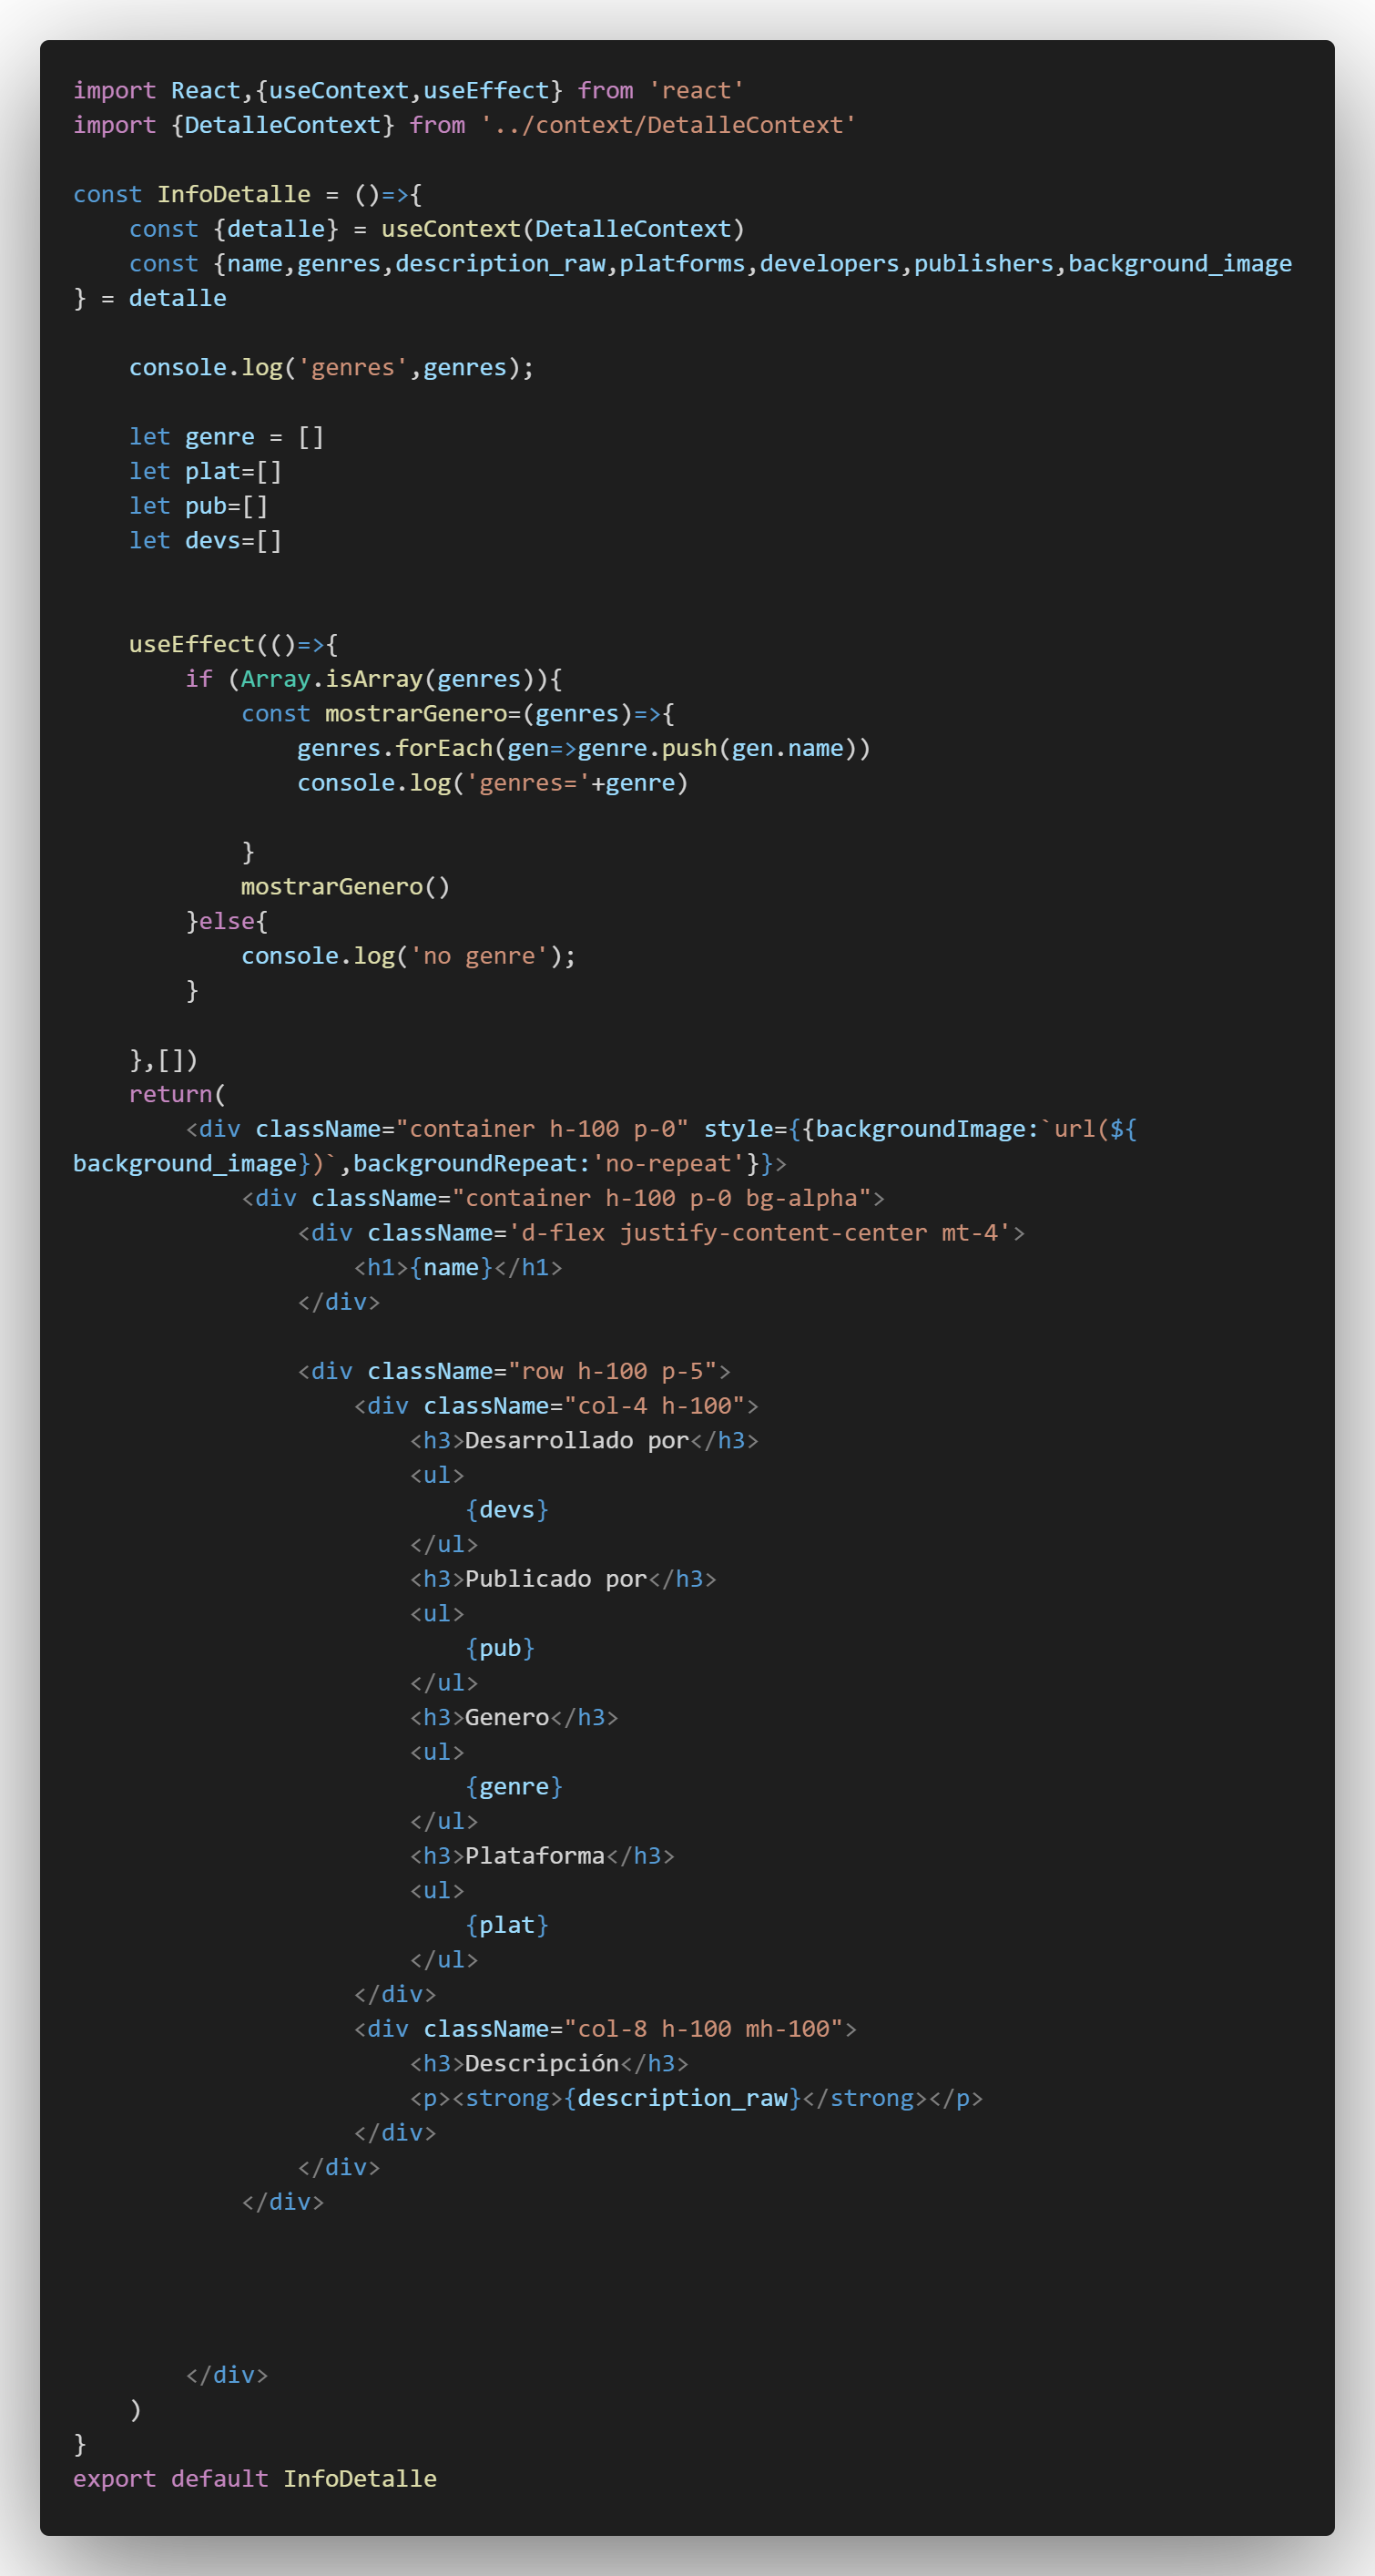 import React,{useContext,useEffect} from 'react'
import {DetalleContext} from '../context/DetalleContext'
const InfoDetalle = ()=>{
    const {detalle} = useContext(DetalleContext)
    const {name,genres,description_raw,platforms,developers,publishers,background_image
} = detalle
    console.log('genres',genres);
    let genre = []
    let plat=[]
    let pub=[]
    let devs=[]
    useEffect(()=>{
        if (Array.isArray(genres)){
            const mostrarGenero=(genres)=>{
                genres.forEach(gen=>genre.push(gen.name))
                console.log('genres='+genre)
            }
            mostrarGenero()
        }else{
            console.log('no genre');
        }
    },[])
    return(
        <div className="container h-100 p-0" style={{backgroundImage:`url(${
background_image})`,backgroundRepeat:'no-repeat'}}>
            <div className="container h-100 p-0 bg-alpha">
                <div className='d-flex justify-content-center mt-4'>
                    <h1>{name}</h1>
                </div>
                <div className="row h-100 p-5">
                    <div className="col-4 h-100">
                        <h3>Desarrollado por</h3>
                        <ul>
                            {devs}
                        </ul>
                        <h3>Publicado por</h3>
                        <ul>
                            {pub}
                        </ul>
                        <h3>Genero</h3>
                        <ul>
                            {genre}
                        </ul>
                        <h3>Plataforma</h3>
                        <ul>
                            {plat}
                        </ul>
                    </div>
                    <div className="col-8 h-100 mh-100">
                        <h3>Descripción</h3>
                        <p><strong>{description_raw}</strong></p>
                    </div>
                </div>
            </div>
        </div>
    )
}
export default InfoDetalle